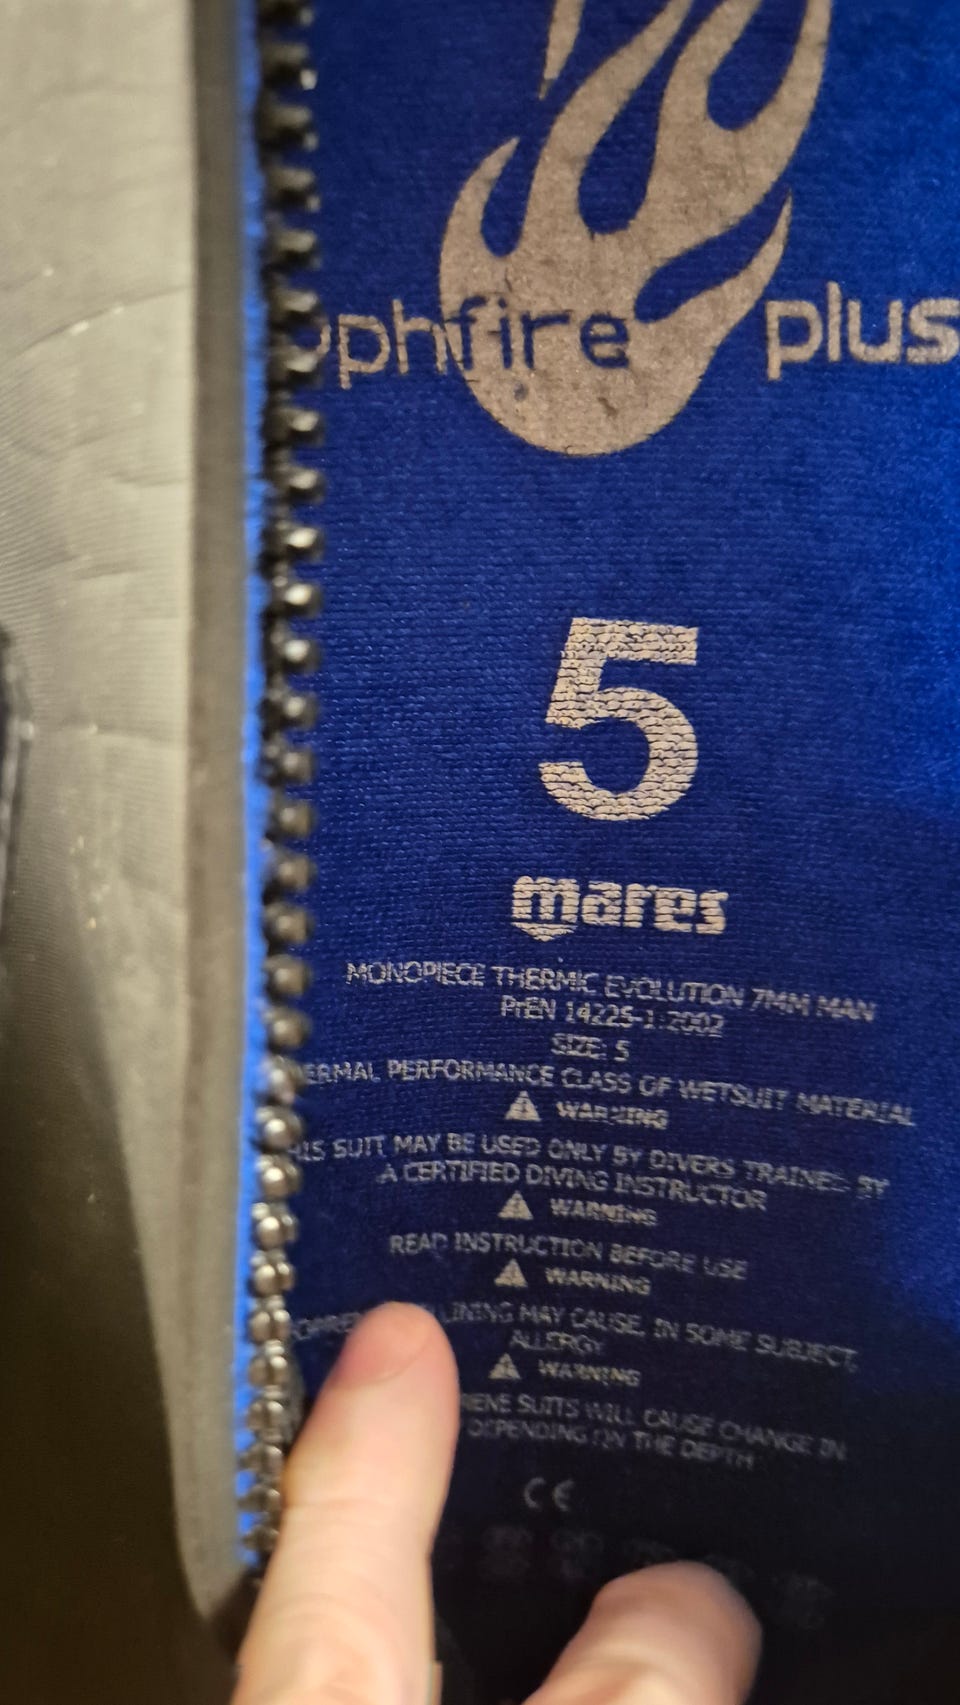 phfire plus
5
mares
MONOPIECE THERMIC EVOLUTION 7MM MAN
PrEN 14225-1:2002
SIZE: 5
ERMAL PERFORMANCE CLASS OF WETSUIT MATERIAL
WARNING
HIS SUIT MAY BE USED ONLY BY DIVERS TRAINED BY
A CERTIFIED DIVING INSTRUCTOR
WARNING
READ INSTRUCTION BEFORE USE
WARNING
LINING MAY CAUSE, IN SOME SUBJECT,
ALLERGY
WARNING
RENE SUITS WILL CAUSE CHANGE IN
DEPENDING ON THE DEPTH
CE